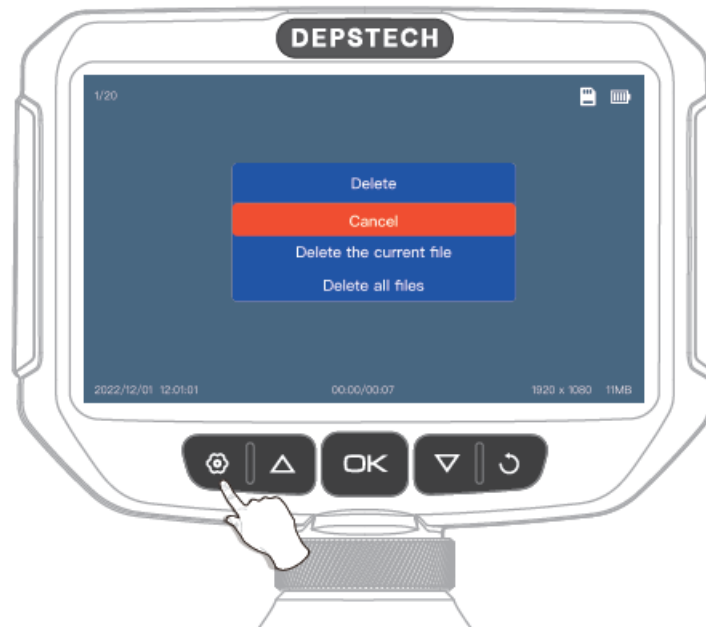 DEPSTECH
1/20
Delete
Cancel
Delete the current file
Delete all files
2022/12/01 12:01:01 00:00/00:07 1920 x 1080 11MB
OK